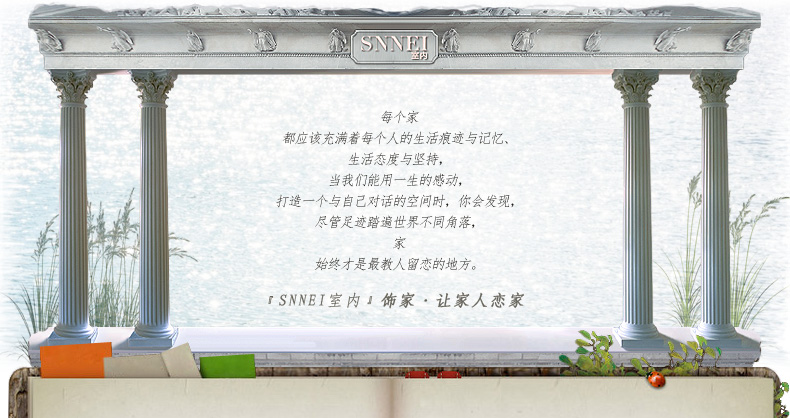 SNNEI
室内
每个家
都应该充满着每个人的生活痕迹与记忆、
生活态度与坚持,
当我们能用一生的感动,
打造一个与自己对话的空间时, 你会发现,
尽管足迹踏遍世界不同角落,
家
始终才是最教人留恋的地方。
『SNNEI室内』饰家·让家人恋家